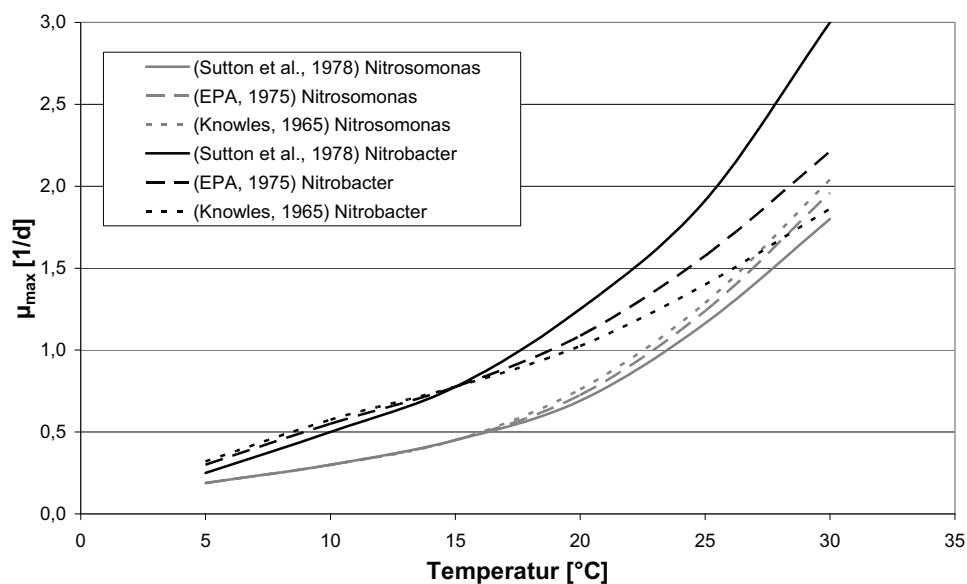 3,0
2,5
2,0
1,5
1,0
0,5
0,0
µmax [1/d]
(Sutton et al., 1978) Nitrosomonas
(EPA, 1975) Nitrosomonas
(Knowles, 1965) Nitrosomonas
(Sutton et al., 1978) Nitrobacter
(EPA, 1975) Nitrobacter
(Knowles, 1965) Nitrobacter
0 5 10 15 20 25 30 35
Temperatur [°C]